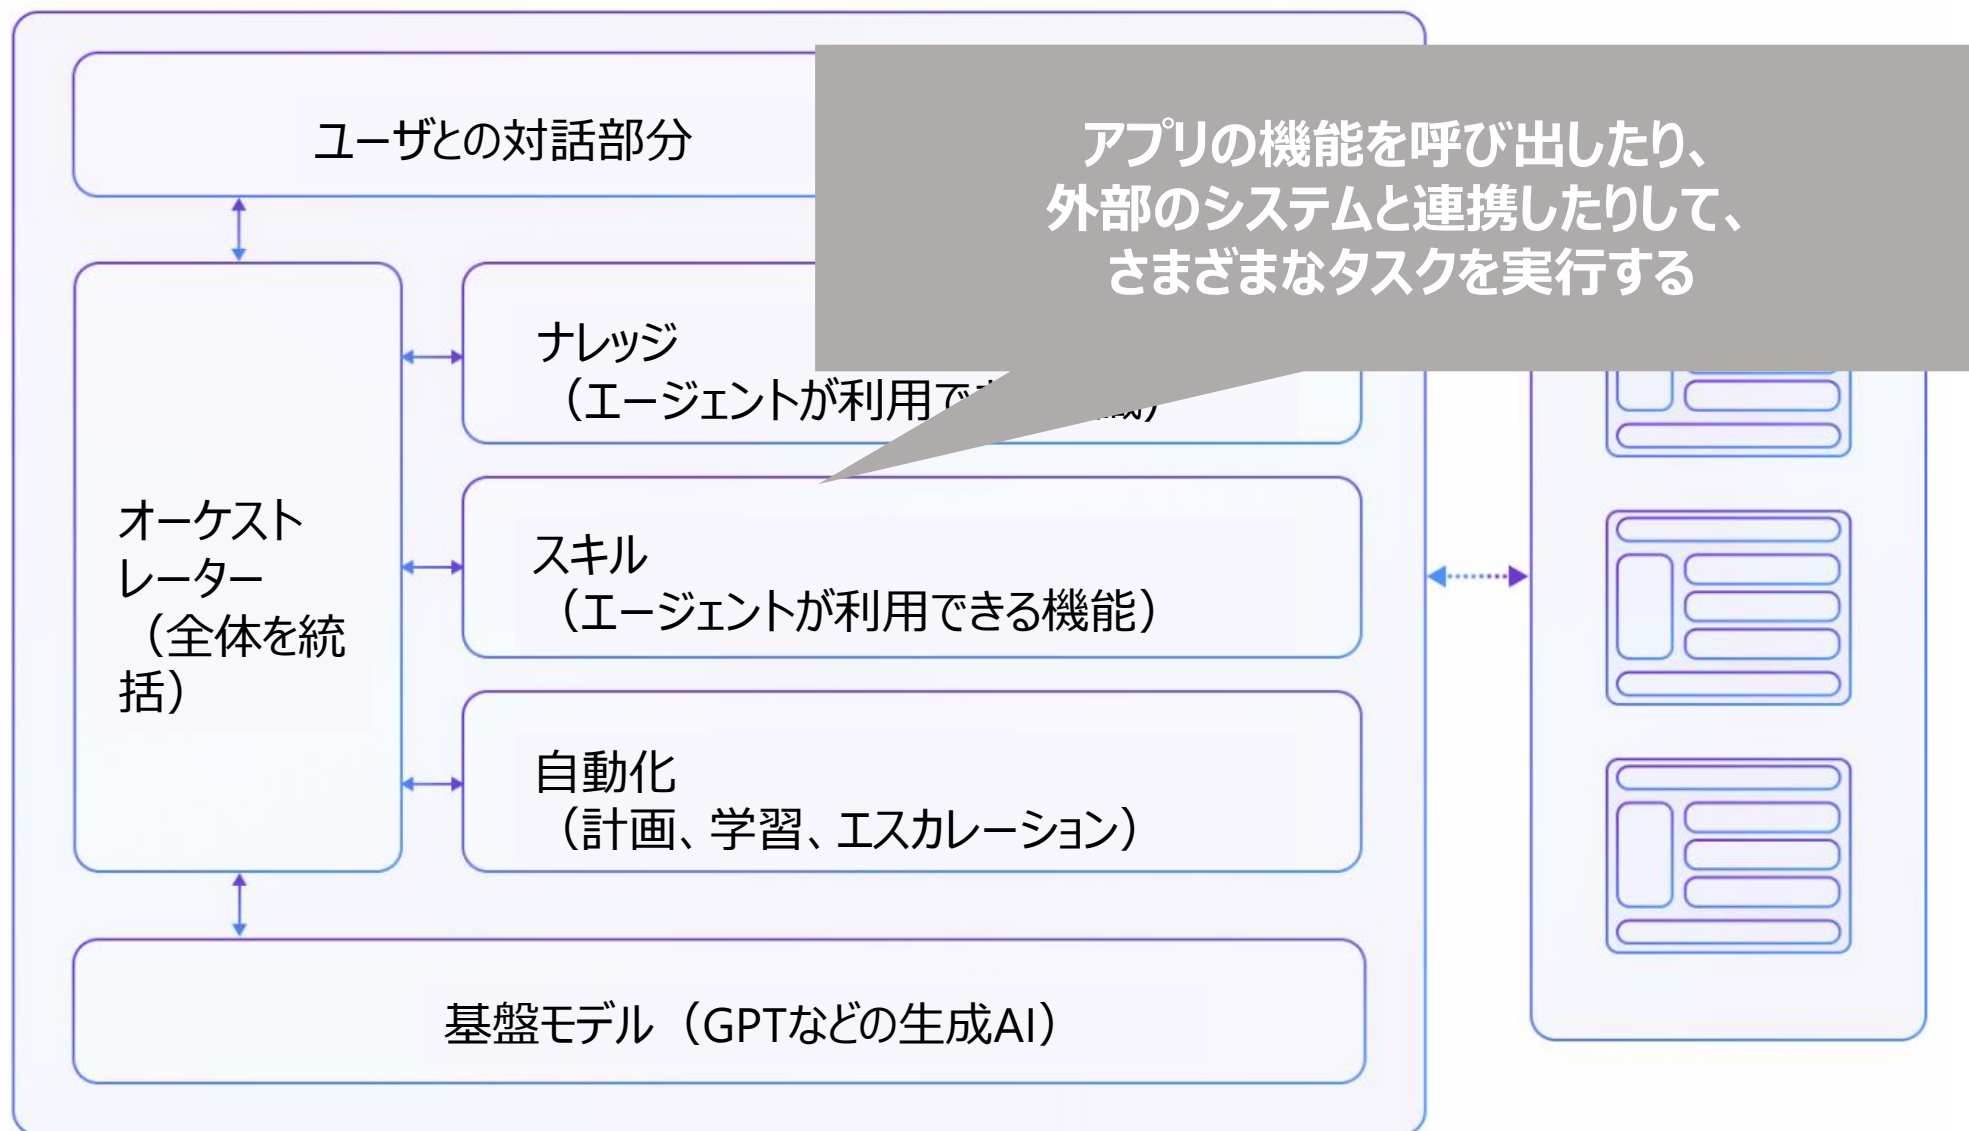 ユーザとの対話部分
アプリの機能を呼び出したり、
外部のシステムと連携したりして、
さまざまなタスクを実行する
ナレッジ
（エージェントが利用で
オーケスト
レーター
（全体を統
括）
スキル
（エージェントが利用できる機能）
自動化
（計画、学習、エスカレーション）
基盤モデル（GPTなどの生成AI）